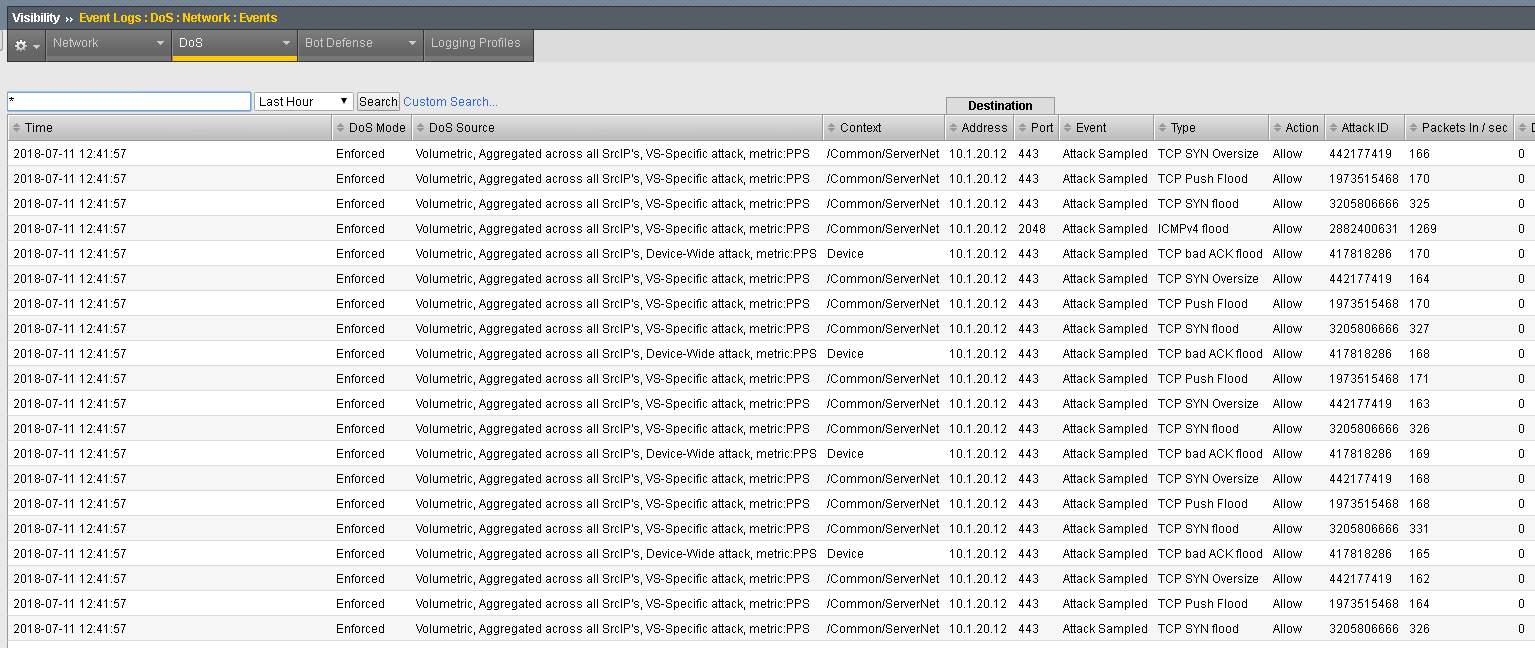 Visibility ›› Event Logs : DoS : Network : Events
Network DoS Bot Defense Logging Profiles
* Last Hour Search Custom Search...
Destination
Time DoS Mode DoS Source Context Address Port Event Type Action Attack ID Packets In / sec
2018-07-11 12:41:57 Enforced Volumetric, Aggregated across all SrcIP's, VS-Specific attack, metric:PPS /Common/ServerNet 10.1.20.12 443 Attack Sampled TCP SYN Oversize Allow 442177419 166 0
2018-07-11 12:41:57 Enforced Volumetric, Aggregated across all SrcIP's, VS-Specific attack, metric:PPS /Common/ServerNet 10.1.20.12 443 Attack Sampled TCP Push Flood Allow 1973515468 170 0
2018-07-11 12:41:57 Enforced Volumetric, Aggregated across all SrcIP's, VS-Specific attack, metric:PPS /Common/ServerNet 10.1.20.12 443 Attack Sampled TCP SYN flood Allow 3205806666 325 0
2018-07-11 12:41:57 Enforced Volumetric, Aggregated across all SrcIP's, VS-Specific attack, metric:PPS /Common/ServerNet 10.1.20.12 2048 Attack Sampled ICMPv4 flood Allow 2882400631 1269 0
2018-07-11 12:41:57 Enforced Volumetric, Aggregated across all SrcIP's, Device-Wide attack, metric:PPS Device 10.1.20.12 443 Attack Sampled TCP bad ACK flood Allow 417818286 170 0
2018-07-11 12:41:57 Enforced Volumetric, Aggregated across all SrcIP's, VS-Specific attack, metric:PPS /Common/ServerNet 10.1.20.12 443 Attack Sampled TCP SYN Oversize Allow 442177419 164 0
2018-07-11 12:41:57 Enforced Volumetric, Aggregated across all SrcIP's, VS-Specific attack, metric:PPS /Common/ServerNet 10.1.20.12 443 Attack Sampled TCP Push Flood Allow 1973515468 170 0
2018-07-11 12:41:57 Enforced Volumetric, Aggregated across all SrcIP's, VS-Specific attack, metric:PPS /Common/ServerNet 10.1.20.12 443 Attack Sampled TCP SYN flood Allow 3205806666 327 0
2018-07-11 12:41:57 Enforced Volumetric, Aggregated across all SrcIP's, Device-Wide attack, metric:PPS Device 10.1.20.12 443 Attack Sampled TCP bad ACK flood Allow 417818286 168 0
2018-07-11 12:41:57 Enforced Volumetric, Aggregated across all SrcIP's, VS-Specific attack, metric:PPS /Common/ServerNet 10.1.20.12 443 Attack Sampled TCP Push Flood Allow 1973515468 171 0
2018-07-11 12:41:57 Enforced Volumetric, Aggregated across all SrcIP's, VS-Specific attack, metric:PPS /Common/ServerNet 10.1.20.12 443 Attack Sampled TCP SYN Oversize Allow 442177419 163 0
2018-07-11 12:41:57 Enforced Volumetric, Aggregated across all SrcIP's, VS-Specific attack, metric:PPS /Common/ServerNet 10.1.20.12 443 Attack Sampled TCP SYN flood Allow 3205806666 326 0
2018-07-11 12:41:57 Enforced Volumetric, Aggregated across all SrcIP's, Device-Wide attack, metric:PPS Device 10.1.20.12 443 Attack Sampled TCP bad ACK flood Allow 417818286 169 0
2018-07-11 12:41:57 Enforced Volumetric, Aggregated across all SrcIP's, VS-Specific attack, metric:PPS /Common/ServerNet 10.1.20.12 443 Attack Sampled TCP SYN Oversize Allow 442177419 168 0
2018-07-11 12:41:57 Enforced Volumetric, Aggregated across all SrcIP's, VS-Specific attack, metric:PPS /Common/ServerNet 10.1.20.12 443 Attack Sampled TCP Push Flood Allow 1973515468 168 0
2018-07-11 12:41:57 Enforced Volumetric, Aggregated across all SrcIP's, VS-Specific attack, metric:PPS /Common/ServerNet 10.1.20.12 443 Attack Sampled TCP SYN flood Allow 3205806666 331 0
2018-07-11 12:41:57 Enforced Volumetric, Aggregated across all SrcIP's, Device-Wide attack, metric:PPS Device 10.1.20.12 443 Attack Sampled TCP bad ACK flood Allow 417818286 165 0
2018-07-11 12:41:57 Enforced Volumetric, Aggregated across all SrcIP's, VS-Specific attack, metric:PPS /Common/ServerNet 10.1.20.12 443 Attack Sampled TCP SYN Oversize Allow 442177419 162 0
2018-07-11 12:41:57 Enforced Volumetric, Aggregated across all SrcIP's, VS-Specific attack, metric:PPS /Common/ServerNet 10.1.20.12 443 Attack Sampled TCP Push Flood Allow 1973515468 164 0
2018-07-11 12:41:57 Enforced Volumetric, Aggregated across all SrcIP's, VS-Specific attack, metric:PPS /Common/ServerNet 10.1.20.12 443 Attack Sampled TCP SYN flood Allow 3205806666 326 0